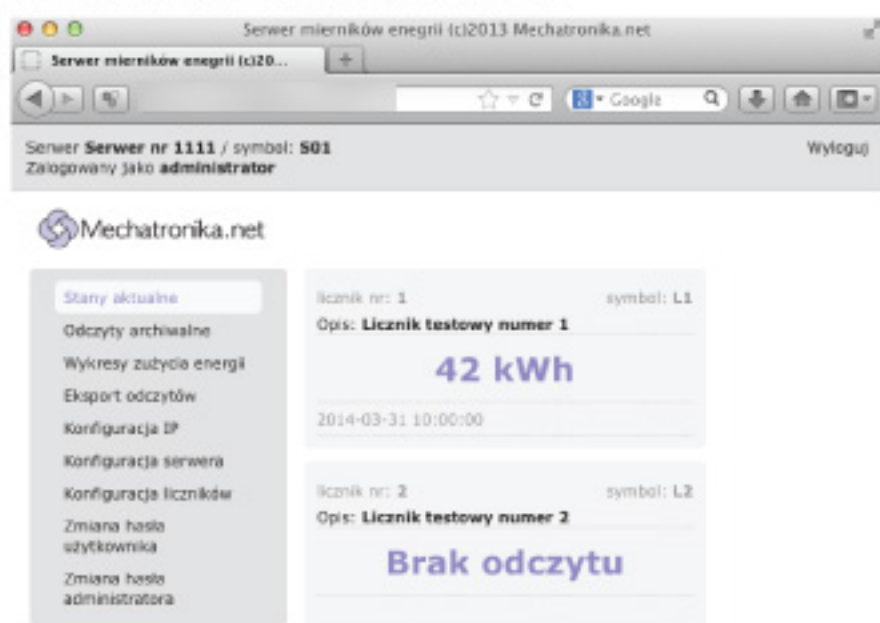 Serwer mierników enegrii (c)2013 Mechatronika.net
Serwer mierników enegrii (c)20...
Google
Serwer Serwer nr 1111 / symbol: S01
Wyloguj
Zalogowany jako administrator
Mechatronika.net
Stany aktualne
Odczyty archiwalne
Wykresy zużycia energii
Eksport odczytów
Konfiguracja IP
Konfiguracja serwera
Konfiguracja liczników
Zmiana hasła
użytkownika
Zmiana hasła
administratora
licznik nr: 1 symbol: L1
Opis: Licznik testowy numer 1
42 kWh
2014-03-31 10:00:00
licznik nr: 2 symbol: L2
Opis: Licznik testowy numer 2
Brak odczytu